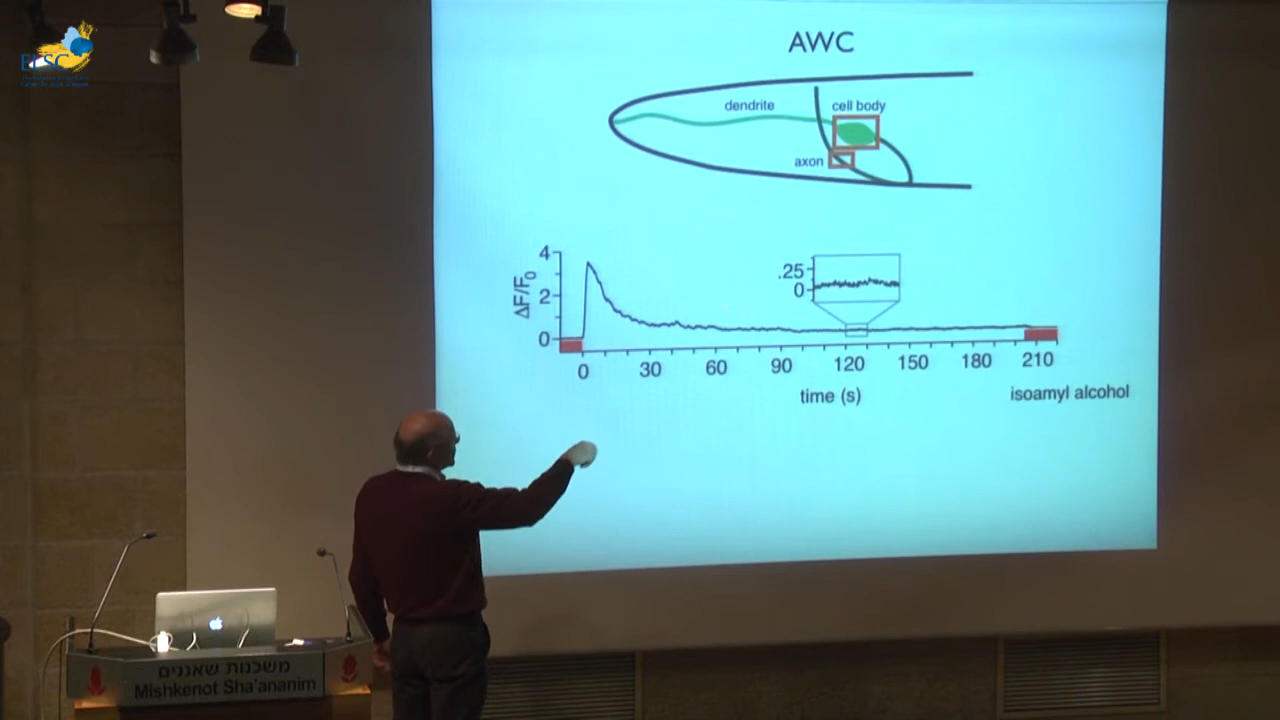 ELSC
AWC
dendrite
cell body
axon
ΔF/F0
4
2
0
.25
0
0 30 60 90 120 150 180 210
time (s)
isoamyl alcohol
משכנות שאננים
Mishkenot Sha'ananim